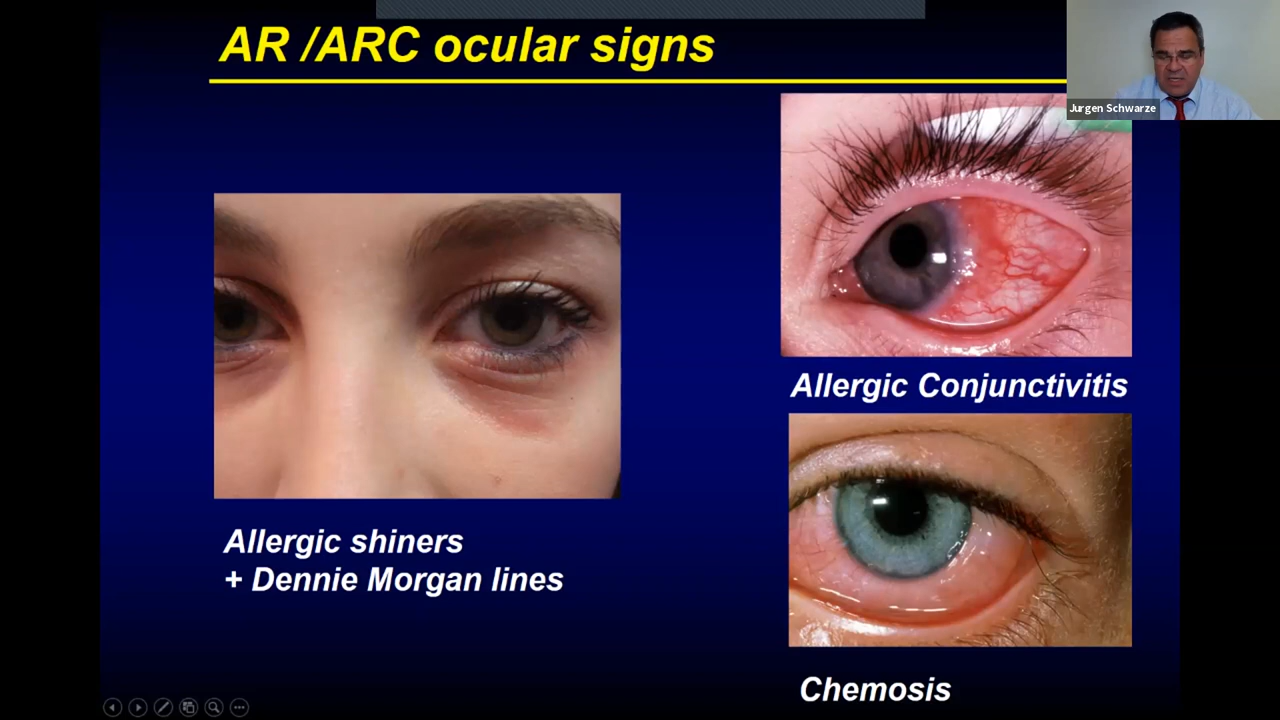 AR /ARC ocular signs
Jurgen Schwarze
Allergic Conjunctivitis
Allergic shiners
+ Dennie Morgan lines
Chemosis